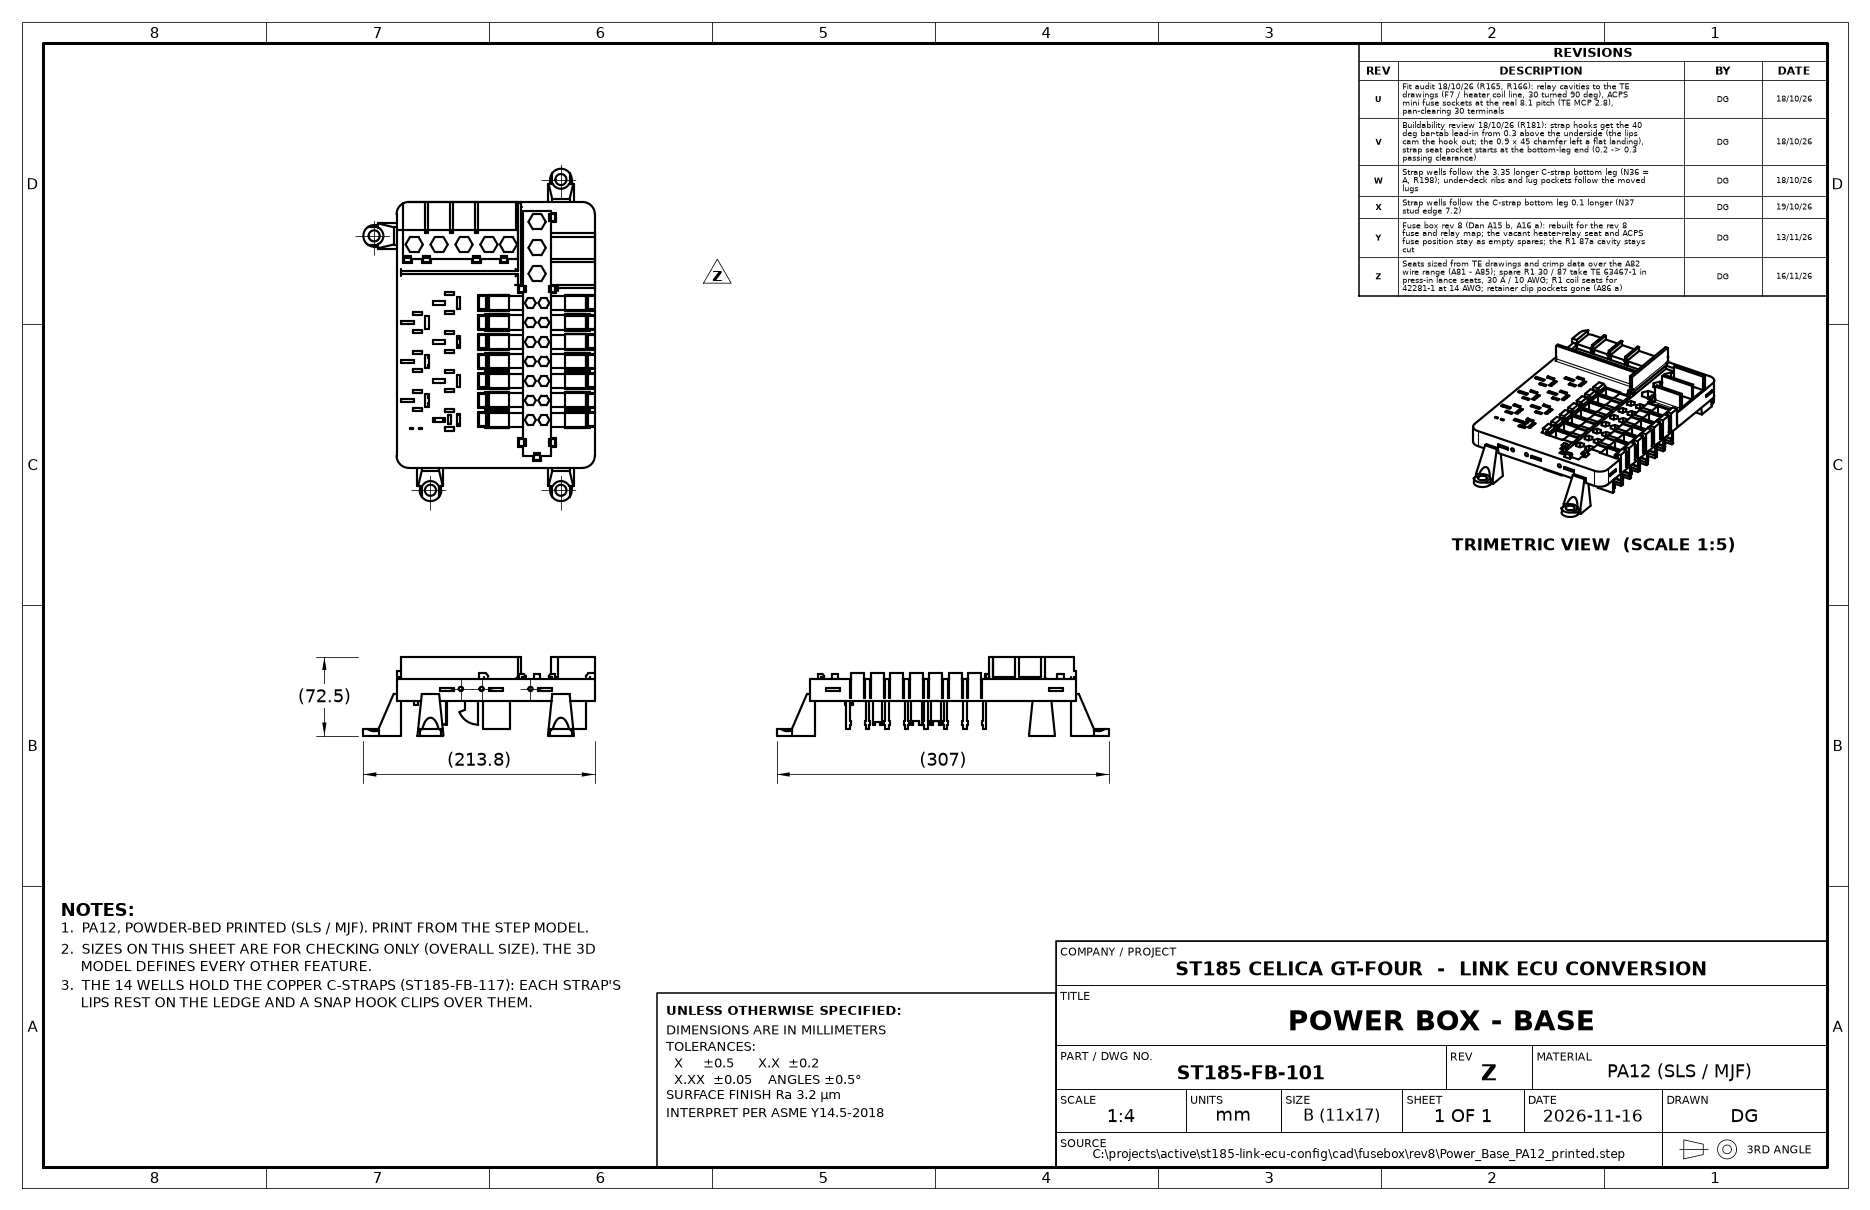 8 7 6 5 4 3 2 1
REVISIONS
REV DESCRIPTION BY DATE
U Fit audit 18/10/26 (R165, R166): relay cavities to the TE DG 18/10/26
drawings (F7 / heater coil line, 30 turned 90 deg), ACPS
mini fuse sockets at the real 8.1 pitch (TE MCP 2.8),
pan-clearing 30 terminals
V Buildability review 18/10/26 (R181): strap hooks get the 40 DG 18/10/26
deg bar-tab lead-in from 0.3 above the underside (the lips
cam the hook out; the 0.9 x 45 chamfer left a flat landing),
strap seat pocket starts at the bottom-leg end (0.2 -> 0.3
passing clearance)
W Strap wells follow the 3.35 longer C-strap bottom leg (N36 = DG 18/10/26
A, R198); under-deck ribs and lug pockets follow the moved
lugs
X Strap wells follow the C-strap bottom leg 0.1 longer (N37 DG 19/10/26
stud edge 7.2)
Y Fuse box rev 8 (Dan A15 b, A16 a): rebuilt for the rev 8 DG 13/11/26
fuse and relay map; the vacant heater-relay seat and ACPS
fuse position stay as empty spares; the R1 87a cavity stays
cut
Z Seats sized from TE drawings and crimp data over the A82 DG 16/11/26
wire range (A81 - A85); spare R1 30 / 87 take TE 63467-1 in
press-in lance seats, 30 A / 10 AWG; R1 coil seats for
42281-1 at 14 AWG; retainer clip pockets gone (A86 a)
D D
Z
TRIMETRIC VIEW (SCALE 1:5)
C C
(72.5)
(213.8)
(307)
B B
NOTES:
1. PA12, POWDER-BED PRINTED (SLS / MJF). PRINT FROM THE STEP MODEL.
2. SIZES ON THIS SHEET ARE FOR CHECKING ONLY (OVERALL SIZE). THE 3D
MODEL DEFINES EVERY OTHER FEATURE.
3. THE 14 WELLS HOLD THE COPPER C-STRAPS (ST185-FB-117): EACH STRAP'S
LIPS REST ON THE LEDGE AND A SNAP HOOK CLIPS OVER THEM.
A A
UNLESS OTHERWISE SPECIFIED:
DIMENSIONS ARE IN MILLIMETERS
TOLERANCES:
X ±0.5 X.X ±0.2
X.XX ±0.05 ANGLES ±0.5°
SURFACE FINISH Ra 3.2 µm
INTERPRET PER ASME Y14.5-2018
COMPANY / PROJECT
ST185 CELICA GT-FOUR - LINK ECU CONVERSION
TITLE
POWER BOX - BASE
PART / DWG NO. REV MATERIAL
ST185-FB-101 Z PA12 (SLS / MJF)
SCALE UNITS SIZE SHEET DATE DRAWN
1:4 mm B (11x17) 1 OF 1 2026-11-16 DG
SOURCE
C:\projects\active\st185-link-ecu-config\cad\fusebox\rev8\Power_Base_PA12_printed.step
3RD ANGLE
8 7 6 5 4 3 2 1